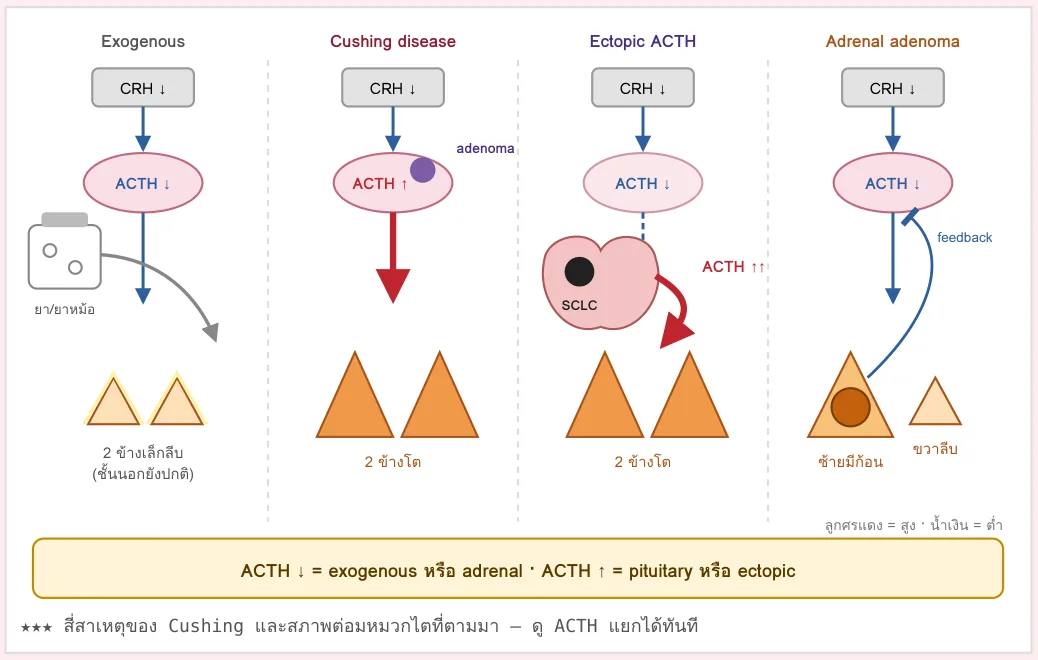 Exogenous
CRH ↓
ACTH ↓
ยา/ยาหม้อ
2 ข้างเล็กลีบ
(ชั้นนอกยังปกติ)
Cushing disease
CRH ↓
adenoma
ACTH ↑
2 ข้างโต
Ectopic ACTH
CRH ↓
ACTH ↓
SCLC
ACTH ↑↑
2 ข้างโต
Adrenal adenoma
CRH ↓
ACTH ↓
feedback
ซ้ายมีก้อน
ขวาลีบ
ลูกศรแดง = สูง · น้ำเงิน = ต่ำ
ACTH ↓ = exogenous หรือ adrenal · ACTH ↑ = pituitary หรือ ectopic
★★★ สี่สาเหตุของ Cushing และสภาพต่อมหมวกไตที่ตามมา — ดู ACTH แยกได้ทันที